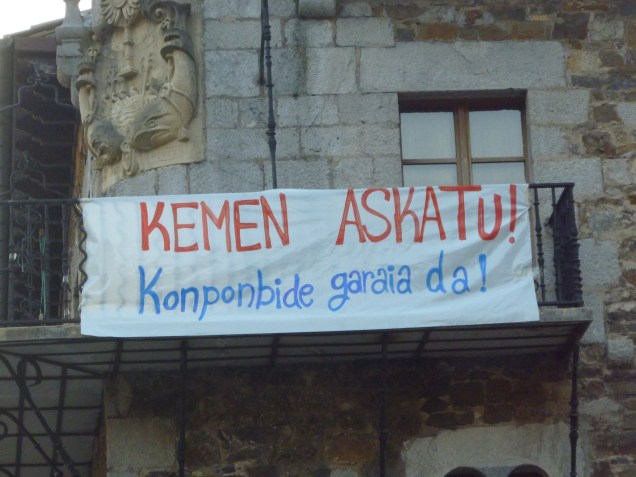 KEMEN ASKATU!
Konponbide garaia da!